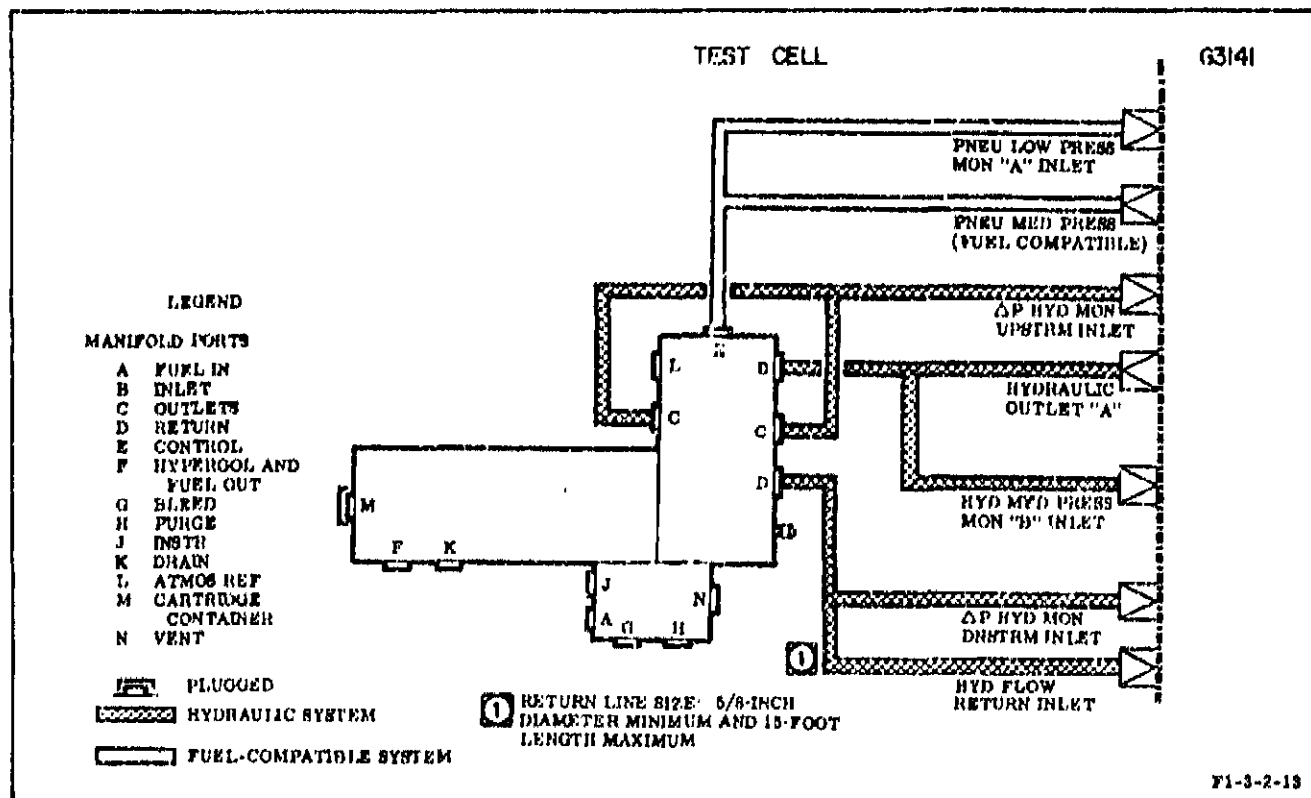 TEST CELL
G3141
PNEU LOW PRESS
MON "A" INLET
PNEU MED PRESS
(FUEL COMPATIBLE)
ΔP HYD MON
UPSTRM INLET
HYDRAULIC
OUTLET "A"
HYD MED PRESS
MON "B" INLET
ΔP HYD MON
DNSTRM INLET
HYD FLOW
RETURN INLET
L
D
C
C
D
M
F
K
J
A
G
H
N
1
LEGEND
MANIFOLD PORTS
A FUEL IN
B INLET
C OUTLETS
D RETURN
E CONTROL
F HYPERGOL AND
FUEL OUT
G BLEED
H PURGE
J INSTR
K DRAIN
L ATMOS REF
M CARTRIDGE
CONTAINER
N VENT
PLUGGED
HYDRAULIC SYSTEM
FUEL-COMPATIBLE SYSTEM
1 RETURN LINE SIZE: 5/8-INCH
DIAMETER MINIMUM AND 15-FOOT
LENGTH MAXIMUM
F1-3-2-13